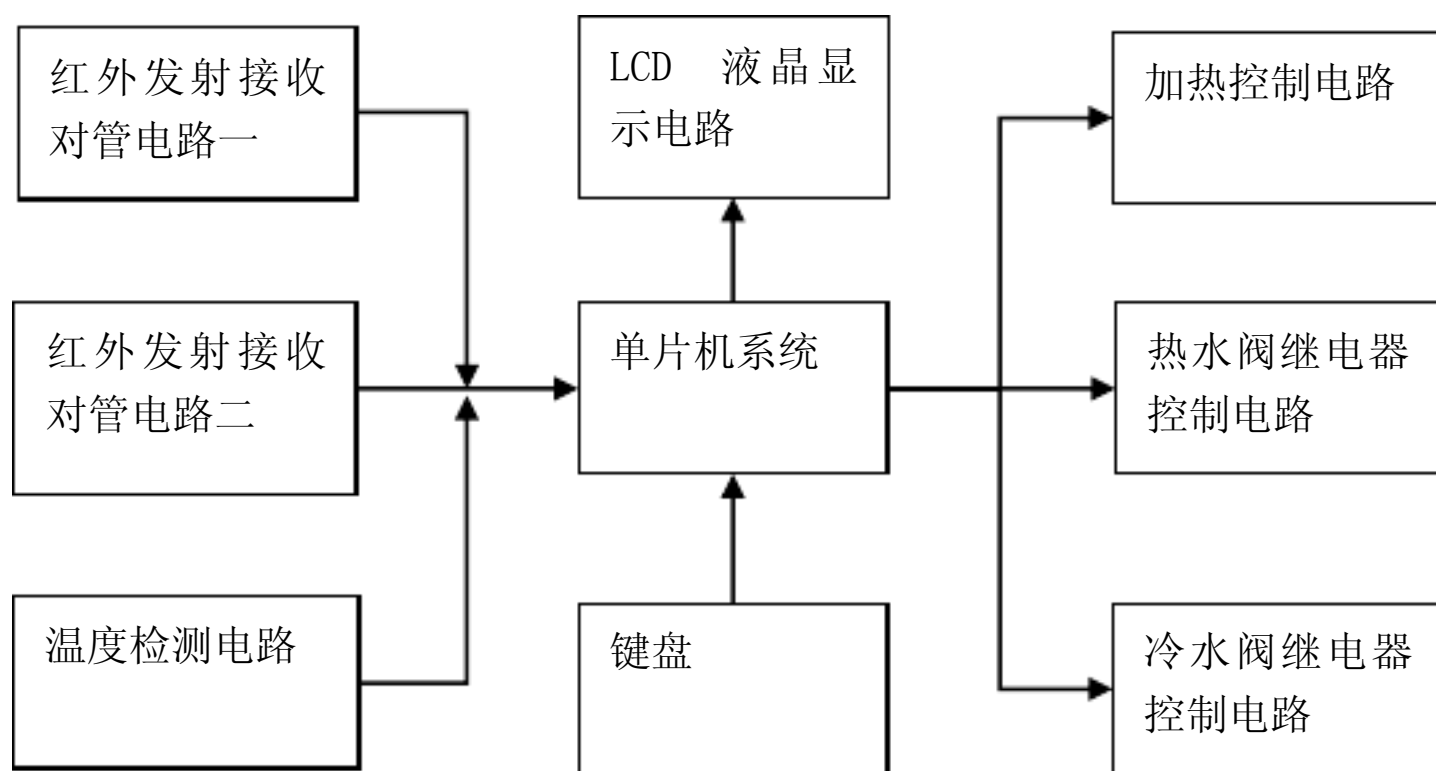 红外发射接收
对管电路一
LCD 液晶显
示电路
加热控制电路
红外发射接收
对管电路二
单片机系统
热水阀继电器
控制电路
温度检测电路
键盘
冷水阀继电器
控制电路